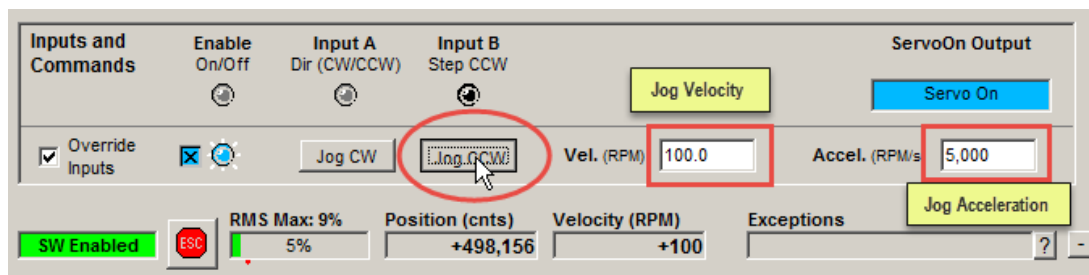 Inputs and Commands
Enable
On/Off
Input A
Dir (CW/CCW)
Input B
Step CCW
ServoOn Output
Jog Velocity
Servo On
Override
Inputs
Jog CW
Jog CCW
Vel. (RPM) 100.0
Accel. (RPM/s 5,000
Jog Acceleration
SW Enabled
ESC
RMS Max: 9%
5%
Position (cnts)
+498,156
Velocity (RPM)
+100
Exceptions
?
-